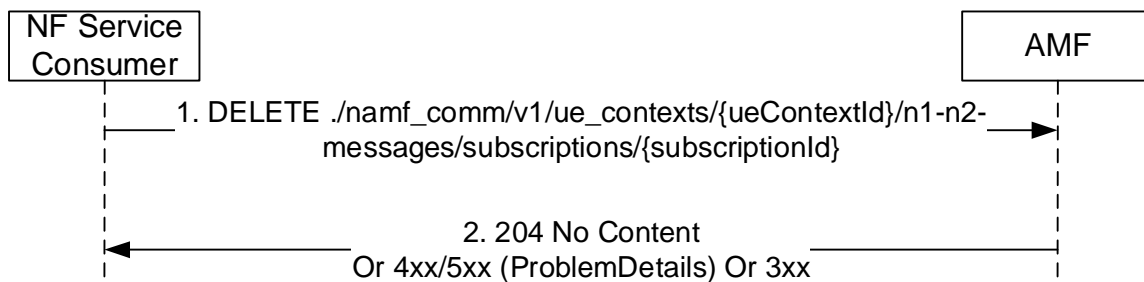 NF Service
Consumer
AMF
1. DELETE ./namf_comm/v1/ue_contexts/{ueContextId}/n1-n2-
messages/subscriptions/{subscriptionId}
2. 204 No Content
Or 4xx/5xx (ProblemDetails) Or 3xx